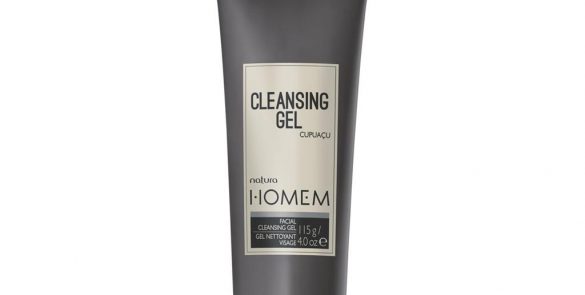 CLEANSING
GEL
CUPUAÇU
natura
HOMEM
FACIAL
CLEANSING GEL
GEL NETTOYANT
VISAGE
115g/
4.0 oz ℮